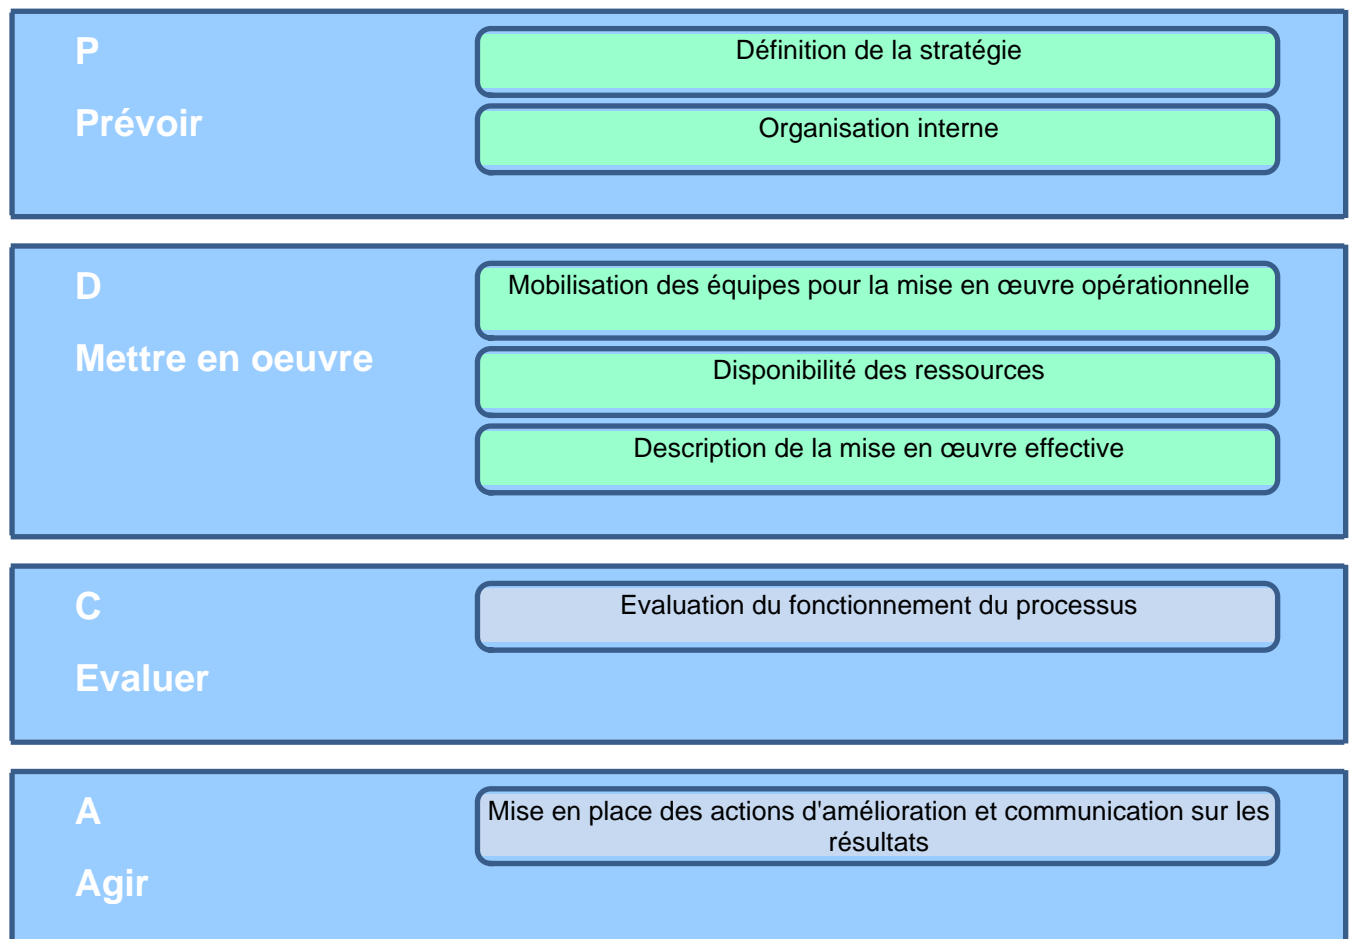 P
Prévoir
Définition de la stratégie
Organisation interne
D
Mettre en oeuvre
Mobilisation des équipes pour la mise en œuvre opérationnelle
Disponibilité des ressources
Description de la mise en œuvre effective
C
Evaluer
Evaluation du fonctionnement du processus
A
Agir
Mise en place des actions d'amélioration et communication sur les
résultats